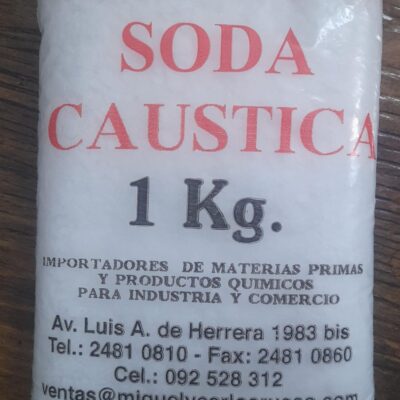 SODA
CAUSTICA
1 Kg.
IMPORTADORES DE MATERIAS PRIMAS
Y PRODUCTOS QUIMICOS
PARA INDUSTRIA Y COMERCIO
Av. Luis A. de Herrera 1983 bis
Tel.: 2481 0810 - Fax: 2481 0860
Cel.: 092 528 312